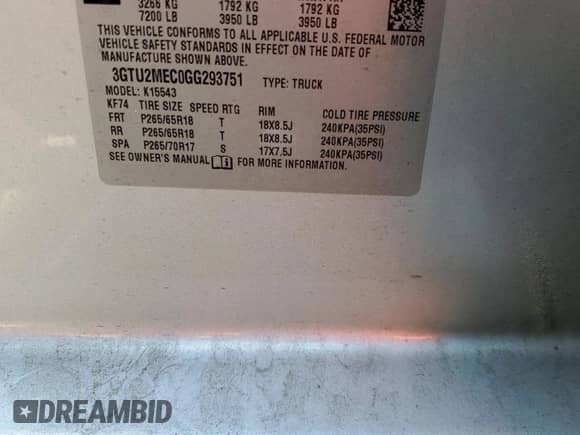 3266 KG 1792 KG 1792 KG
7200 LB 3950 LB 3950 LB
THIS VEHICLE CONFORMS TO ALL APPLICABLE U.S. FEDERAL MOTOR
VEHICLE SAFETY STANDARDS IN EFFECT ON THE DATE OF
MANUFACTURE SHOWN ABOVE.
3GTU2MEC0GG293751 TYPE: TRUCK
MODEL: K15543
KF74 TIRE SIZE SPEED RTG RIM COLD TIRE PRESSURE
FRT P265/65R18 T 18X8.5J 240KPA(35PSI)
RR P265/65R18 T 18X8.5J 240KPA(35PSI)
SPA P265/70R17 S 17X7.5J 240KPA(35PSI)
SEE OWNER'S MANUAL FOR MORE INFORMATION.
DREAMBID